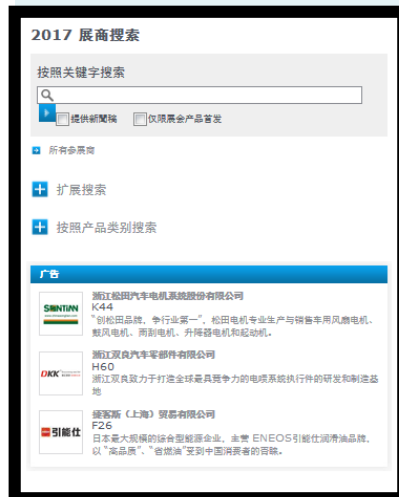 2017 展商搜索
按照关键字搜索
提供新聞稿 仅限展会产品首发
所有参展商
扩展搜索
按照产品类别搜索
广告
浙江松田汽车电机系统股份有限公司
K44
“创松田品牌，争行业第一”，松田电机专业生产与销售车用风扇电机、
鼓风电机、雨刮电机、升降器电机和起动机。
浙江双良汽车零部件有限公司
H60
DKK
浙江双良致力于打造全球最具竞争力的电喷系统执行件的研发和制造基
地
接客斯（上海）贸易有限公司
F26
引能仕
日本最大规模的综合型能源企业，主营 ENEOS引能仕润滑油品牌，
以“高品质”、“省燃油”受到中国消费者的青睐。